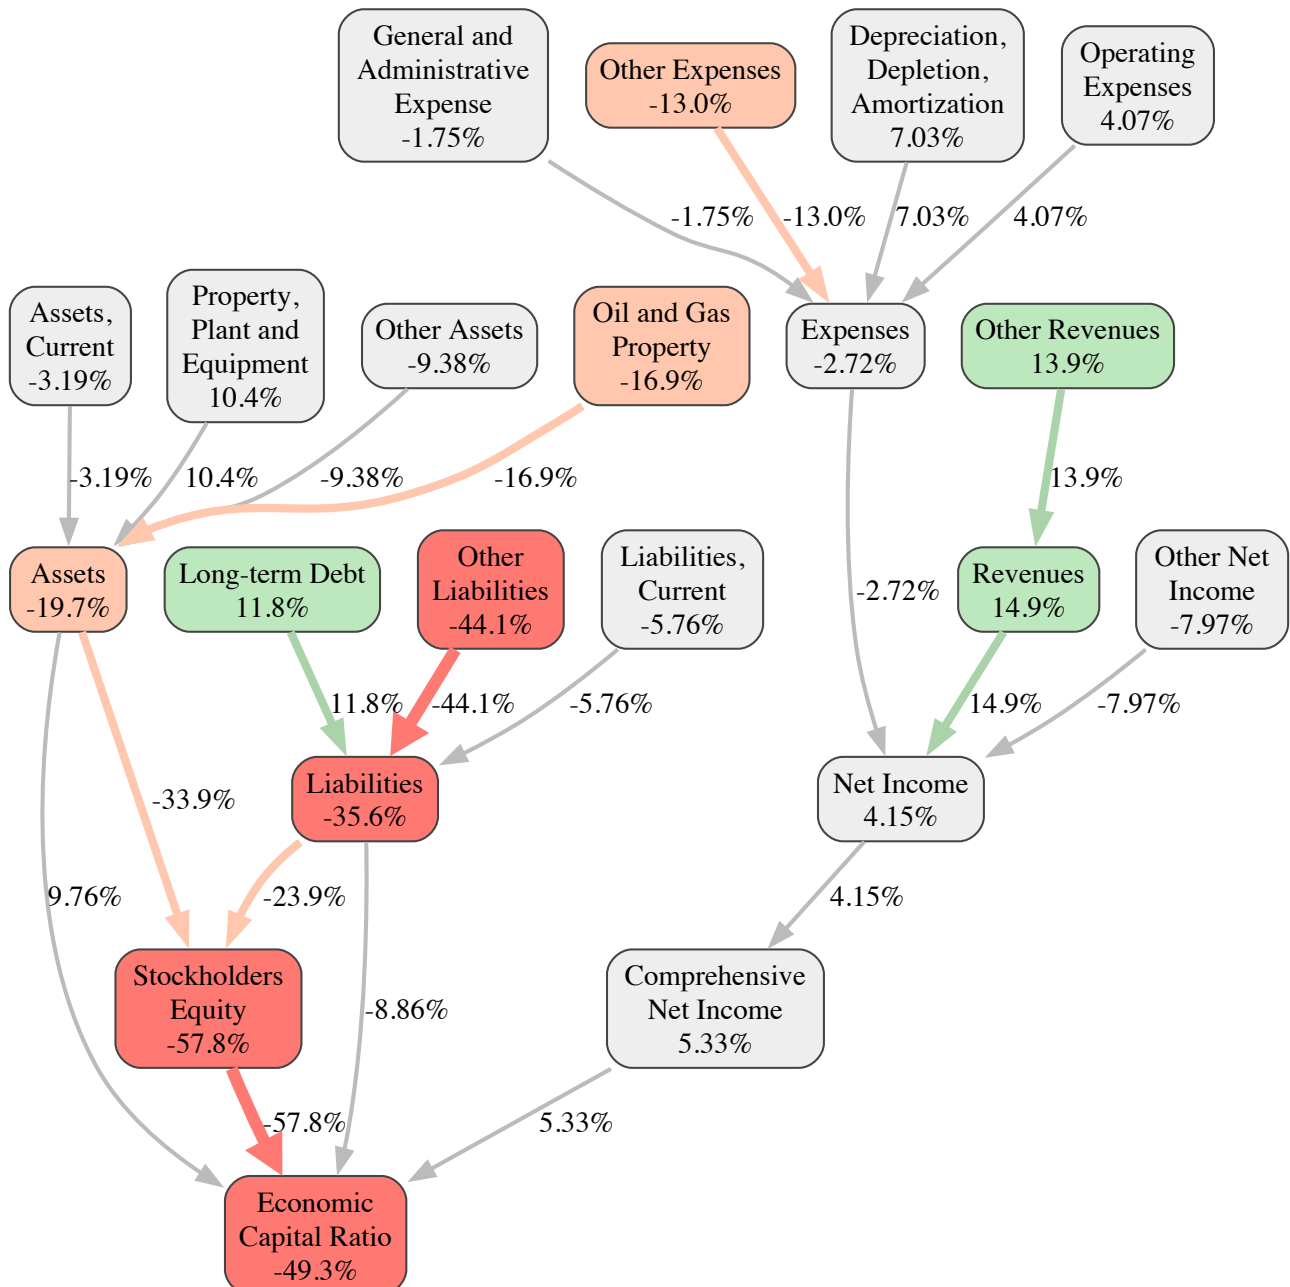 General and
Administrative
Expense
-1.75%
Other Expenses
-13.0%
Depreciation,
Depletion,
Amortization
7.03%
Operating
Expenses
4.07%
-1.75%
-13.0%
7.03%
4.07%
Assets,
Current
-3.19%
Property,
Plant and
Equipment
10.4%
Other Assets
-9.38%
Oil and Gas
Property
-16.9%
Expenses
-2.72%
Other Revenues
13.9%
-3.19%
10.4%
-9.38%
-16.9%
13.9%
Assets
-19.7%
Long-term Debt
11.8%
Other
Liabilities
-44.1%
Liabilities,
Current
-5.76%
-2.72%
Revenues
14.9%
Other Net
Income
-7.97%
11.8%
-44.1%
-5.76%
14.9%
-7.97%
-33.9%
Liabilities
-35.6%
Net Income
4.15%
9.76%
-23.9%
4.15%
Stockholders
Equity
-57.8%
-8.86%
Comprehensive
Net Income
5.33%
-57.8%
5.33%
Economic
Capital Ratio
-49.3%